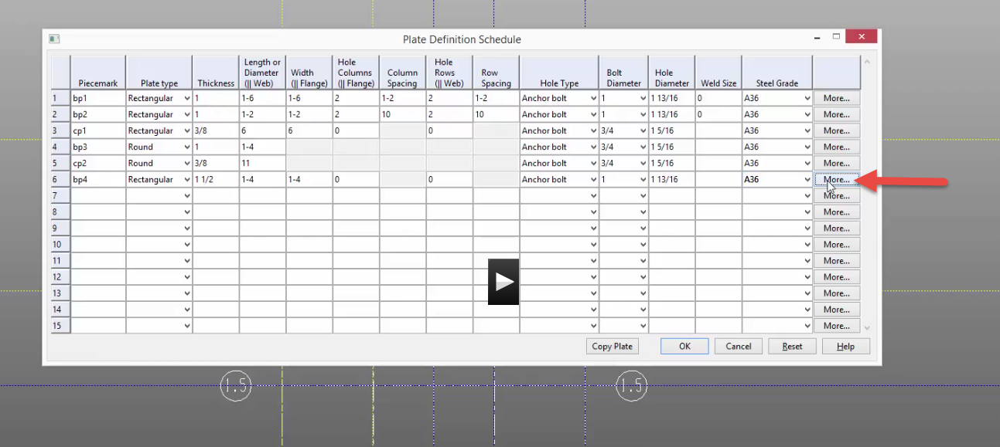 Plate Definition Schedule
Piecemark Plate type Thickness Length or Diameter (|| Web) Width (|| Flange) Hole Columns (|| Flange) Column Spacing Hole Rows (|| Web) Row Spacing Hole Type Bolt Diameter Hole Diameter Weld Size Steel Grade
1 bp1 Rectangular 1 1-6 1-6 2 1-2 2 1-2 Anchor bolt 1 1 13/16 0 A36 More...
2 bp2 Rectangular 1 1-2 1-2 2 10 2 10 Anchor bolt 1 1 13/16 0 A36 More...
3 cp1 Rectangular 3/8 6 6 0 0 Anchor bolt 3/4 1 5/16 A36 More...
4 bp3 Round 1 1-4 Anchor bolt 3/4 1 5/16 A36 More...
5 cp2 Round 3/8 11 Anchor bolt 3/4 1 5/16 A36 More...
6 bp4 Rectangular 1 1/2 1-4 1-4 0 0 Anchor bolt 1 1 13/16 A36 More...
7 More...
8 More...
9 More...
10 More...
11 More...
12 More...
13 More...
14 More...
15 More...
Copy Plate OK Cancel Reset Help
1.5 1.5